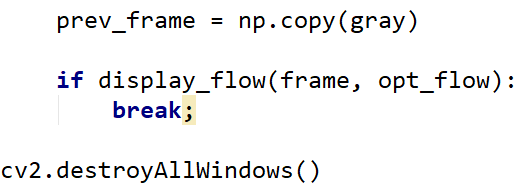 prev_frame = np.copy(gray)
if display_flow(frame, opt_flow):
break;
cv2.destroyAllWindows()